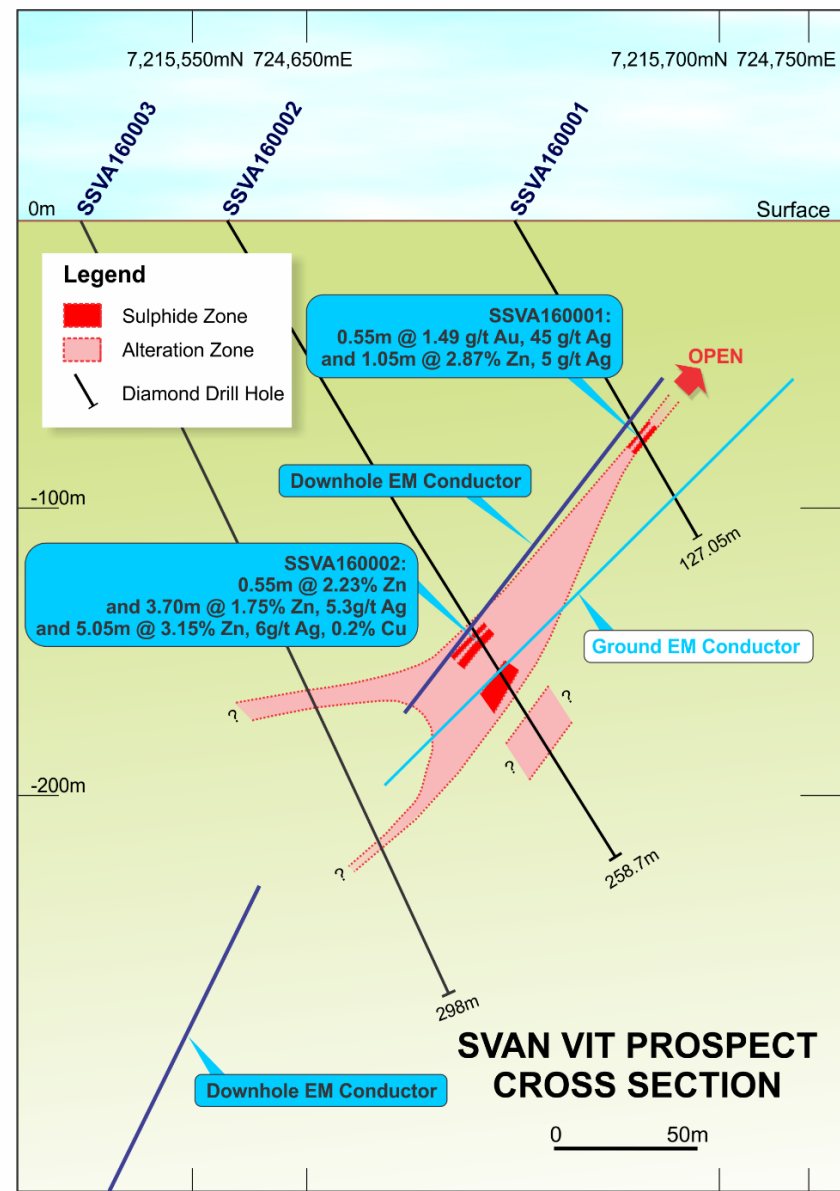 7,215,550mN 724,650mE
7,215,700mN 724,750mE
SSVA160003
SSVA160002
SSVA160001
0m
Surface
Legend
Sulphide Zone
Alteration Zone
Diamond Drill Hole
SSVA160001:
0.55m @ 1.49 g/t Au, 45 g/t Ag
and 1.05m @ 2.87% Zn, 5 g/t Ag
OPEN
Downhole EM Conductor
-100m
127.05m
SSVA160002:
0.55m @ 2.23% Zn
and 3.70m @ 1.75% Zn, 5.3g/t Ag
and 5.05m @ 3.15% Zn, 6g/t Ag, 0.2% Cu
Ground EM Conductor
?
?
?
-200m
?
258.7m
298m
SVAN VIT PROSPECT
CROSS SECTION
Downhole EM Conductor
0 50m